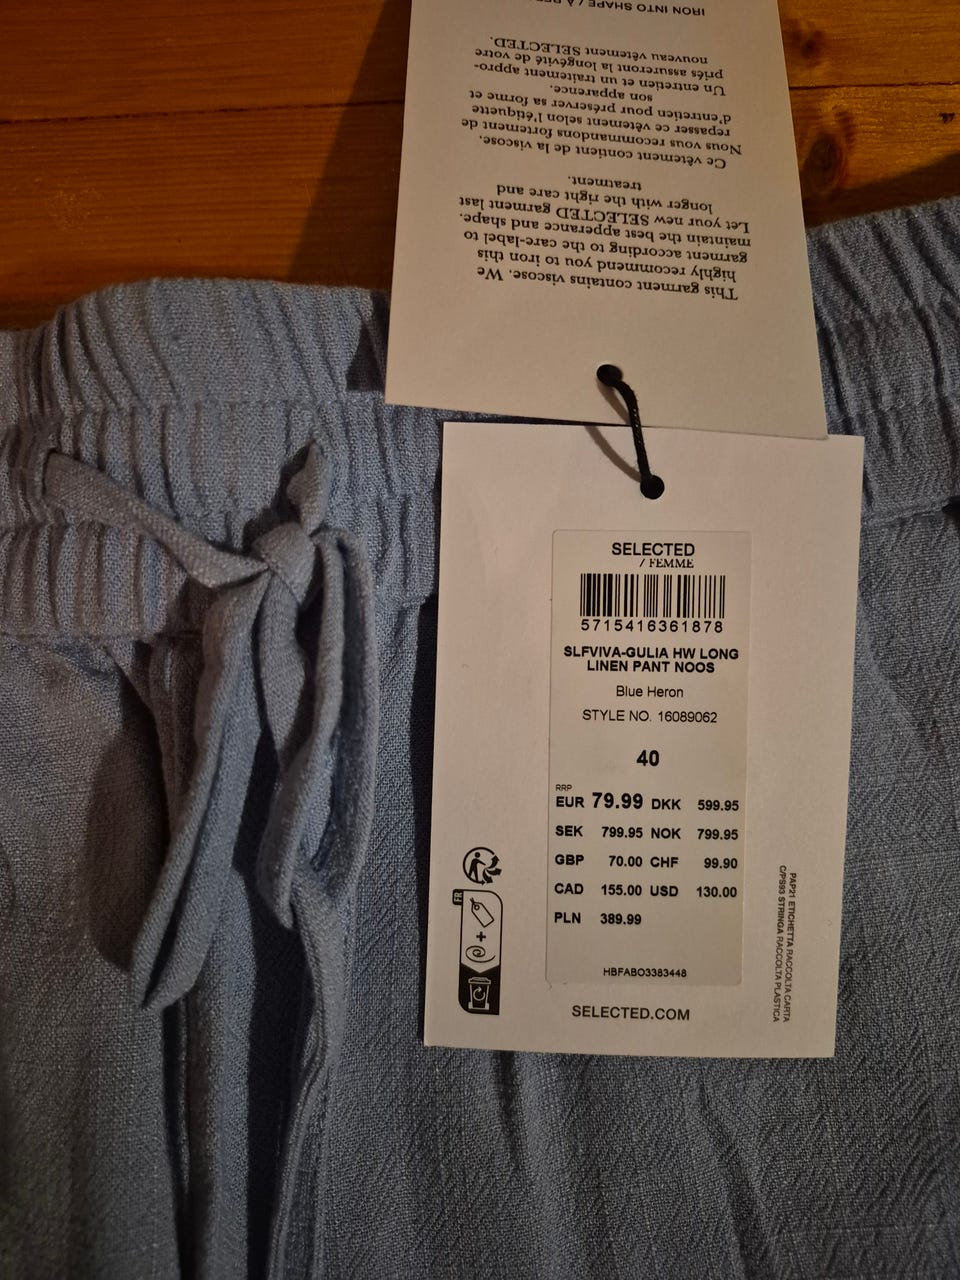 IRON INTO SHAPE / À
This garment contains viscose. We
highly recommend you to iron this
garment according to the care-label to
maintain the best apperance and shape.
Let your new SELECTED garment last
longer with the right care and
treatment.
Ce vêtement contient de la viscose.
Nous vous recommandons fortement de
repasser ce vêtement selon l'étiquette
d'entretien pour préserver sa forme et
son apparence.
Un entretien et un traitement appro-
priés assureront la longévité de votre
nouveau vêtement SELECTED.
SELECTED
/ FEMME
5715416361878
SLFVIVA-GULIA HW LONG
LINEN PANT NOOS
Blue Heron
STYLE NO. 16089062
40
RRP
EUR 79.99 DKK 599.95
SEK 799.95 NOK 799.95
GBP 70.00 CHF 99.90
CAD 155.00 USD 130.00
PLN 389.99
HBFABO3383448
SELECTED.COM
FR
+
PAP21 ETICHETTA RACCOLTA CARTA
C/PS93 STRINGA RACCOLTA PLASTICA